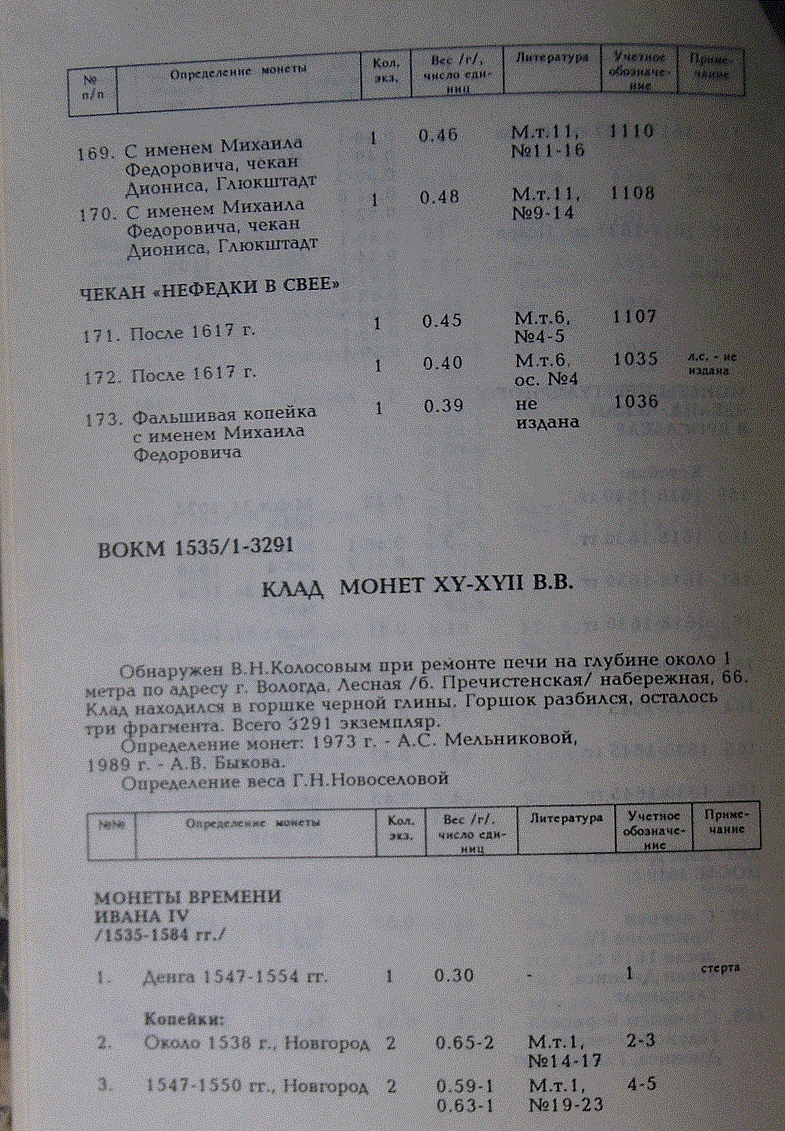 № п/п | Определение монеты | Кол. экз. | Вес /г/, число единиц | Литература | Учетное обозначение | Примечание
169. С именем Михаила 1 0.46 М.т.11, 1110
Федоровича, чекан №11-16
Диониса, Глюкштадт
170. С именем Михаила 1 0.48 М.т.11, 1108
Федоровича, чекан №9-14
Диониса, Глюкштадт
ЧЕКАН «НЕФЕДКИ В СВЕЕ»
171. После 1617 г. 1 0.45 М.т.6, 1107
№4-5
172. После 1617 г. 1 0.40 М.т.6, 1035 л.с. - не
ос. №4 издана
173. Фальшивая копейка 1 0.39 не 1036
с именем Михаила издана
Федоровича
ВОКМ 1535/1-3291
КЛАД МОНЕТ XY-XYII В.В.
Обнаружен В.Н.Колосовым при ремонте печи на глубине около 1
метра по адресу г. Вологда, Лесная /б. Пречистенская/ набережная, 66.
Клад находился в горшке черной глины. Горшок разбился, осталось
три фрагмента. Всего 3291 экземпляр.
Определение монет: 1973 г. - А.С. Мельниковой,
1989 г. - А.В. Быкова.
Определение веса Г.Н.Новоселовой
№№ | Определение монеты | Кол. экз. | Вес /г/, число единиц | Литература | Учетное обозначение | Примечание
МОНЕТЫ ВРЕМЕНИ
ИВАНА IV
/1535-1584 гг./
1. Денга 1547-1554 гг. 1 0.30 - 1 стерта
Копейки:
2. Около 1538 г., Новгород 2 0.65-2 М.т.1, 2-3
№14-17
3. 1547-1550 гг., Новгород 2 0.59-1 М.т.1, 4-5
0.63-1 №19-23